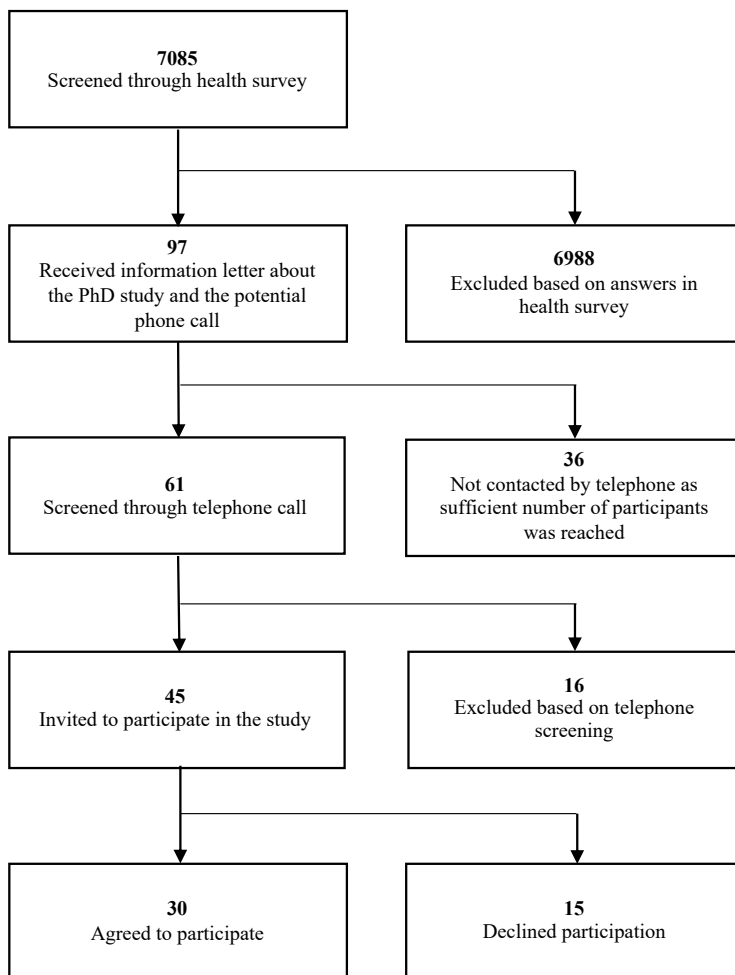 7085
Screened through health survey
97
Received information letter about
the PhD study and the potential
phone call
6988
Excluded based on answers in
health survey
61
Screened through telephone call
36
Not contacted by telephone as
sufficient number of participants
was reached
45
Invited to participate in the study
16
Excluded based on telephone
screening
30
Agreed to participate
15
Declined participation